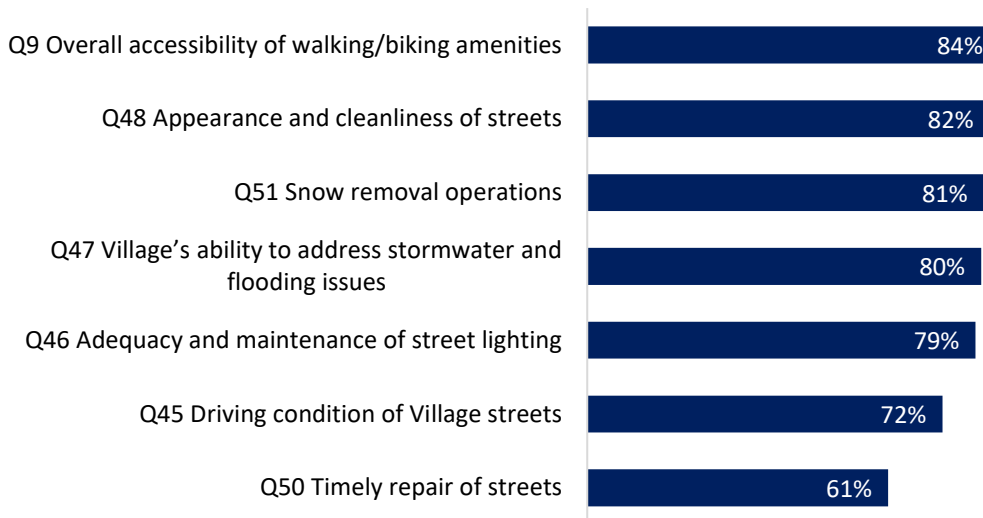 Q9 Overall accessibility of walking/biking amenities
84%
Q48 Appearance and cleanliness of streets
82%
Q51 Snow removal operations
81%
Q47 Village’s ability to address stormwater and
flooding issues
80%
Q46 Adequacy and maintenance of street lighting
79%
Q45 Driving condition of Village streets
72%
Q50 Timely repair of streets
61%